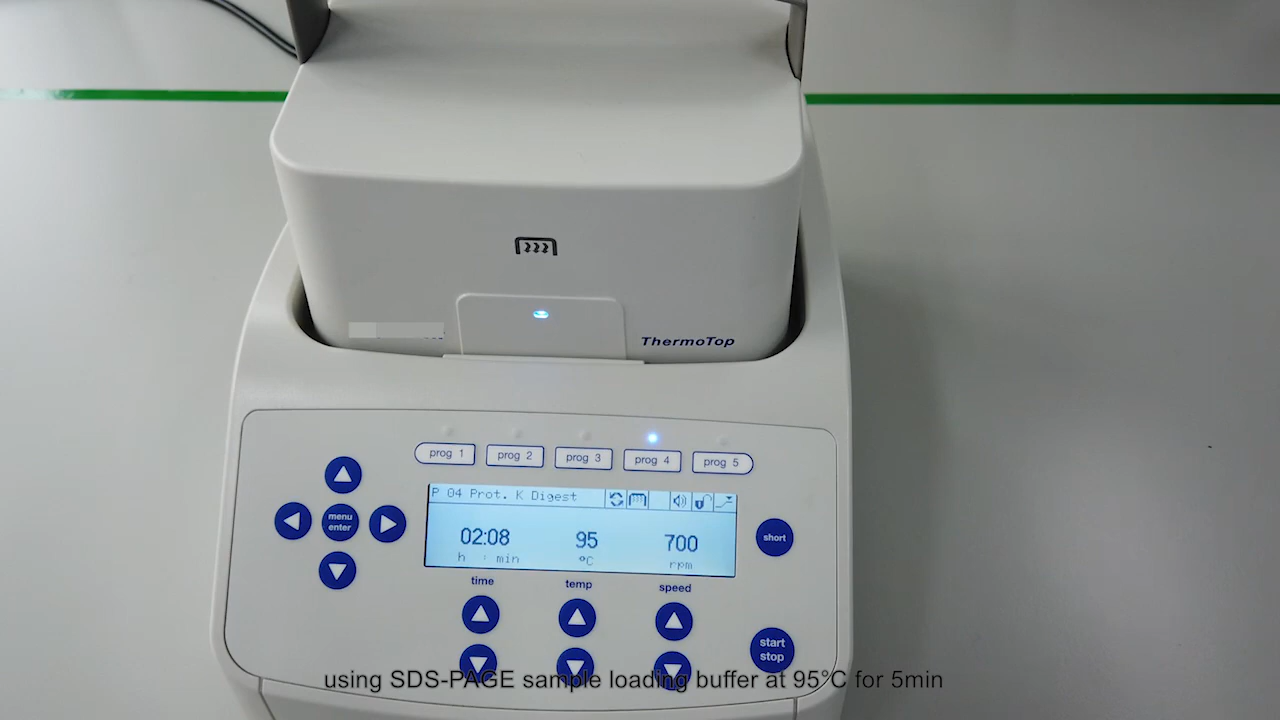 ThermoTop
prog 1
prog 2
prog 3
prog 4
prog 5
P 04 Prot. K Digest
02:08
95
700
h : min
°C
rpm
menu
enter
short
time
temp
speed
start
stop
using SDS-PAGE sample loading buffer at 95°C for 5min